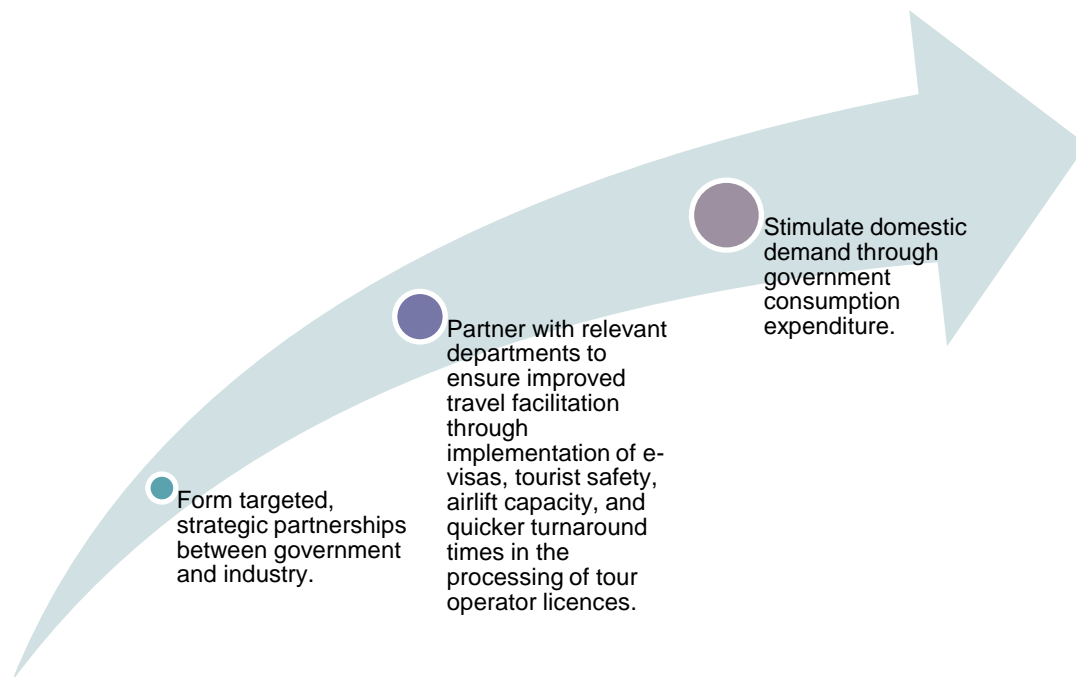 Form targeted,
strategic partnerships
between government
and industry.
Partner with relevant
departments to
ensure improved
travel facilitation
through
implementation of e-
visas, tourist safety,
airlift capacity, and
quicker turnaround
times in the
processing of tour
operator licences.
Stimulate domestic
demand through
government
consumption
expenditure.